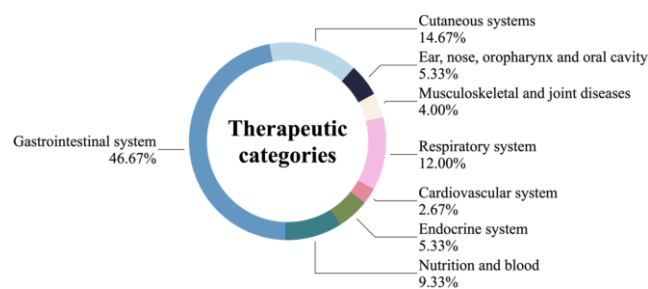 Cutaneous systems
14.67%
Ear, nose, oropharynx and oral cavity
5.33%
Musculoskeletal and joint diseases
4.00%
Therapeutic
categories
Gastrointestinal system
46.67%
Respiratory system
12.00%
Cardiovascular system
2.67%
Endocrine system
5.33%
Nutrition and blood
9.33%